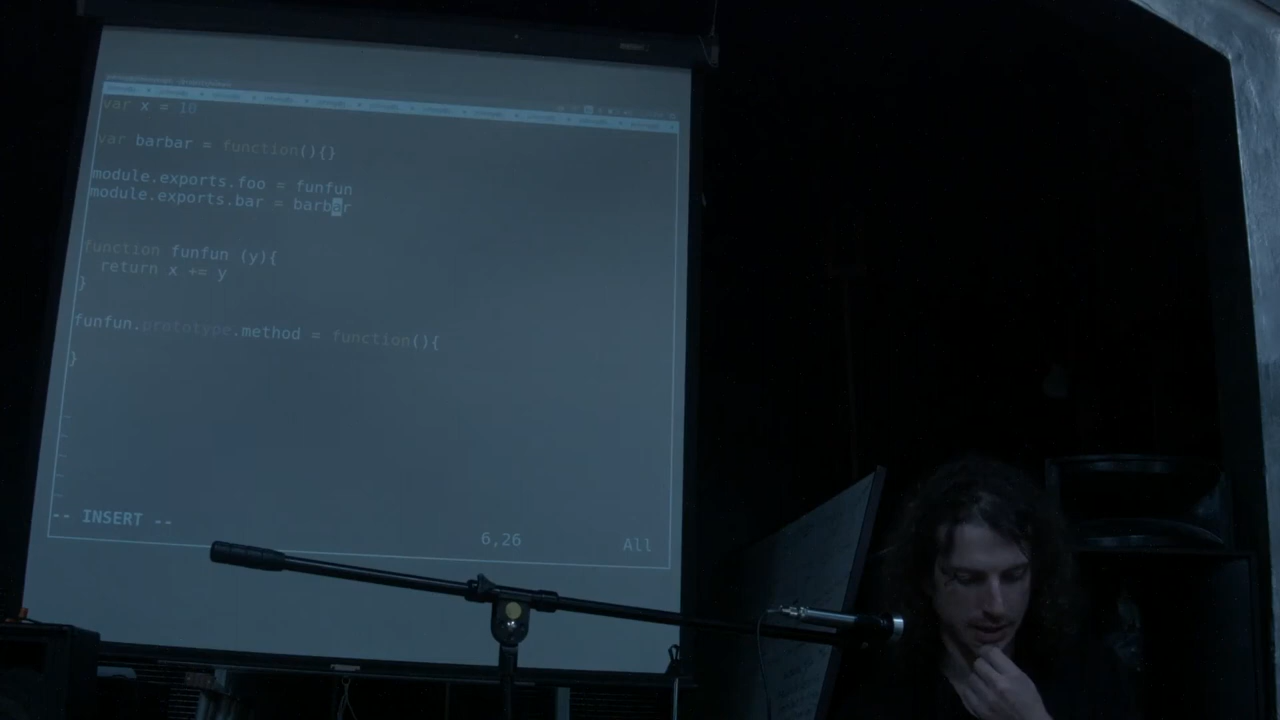 var x = 10
var barbar = function(){}
module.exports.foo = funfun
module.exports.bar = barbar
function funfun (y){
return x += y
}
funfun.prototype.method = function(){
}
~
~
~
~
~
-- INSERT --
6,26
All